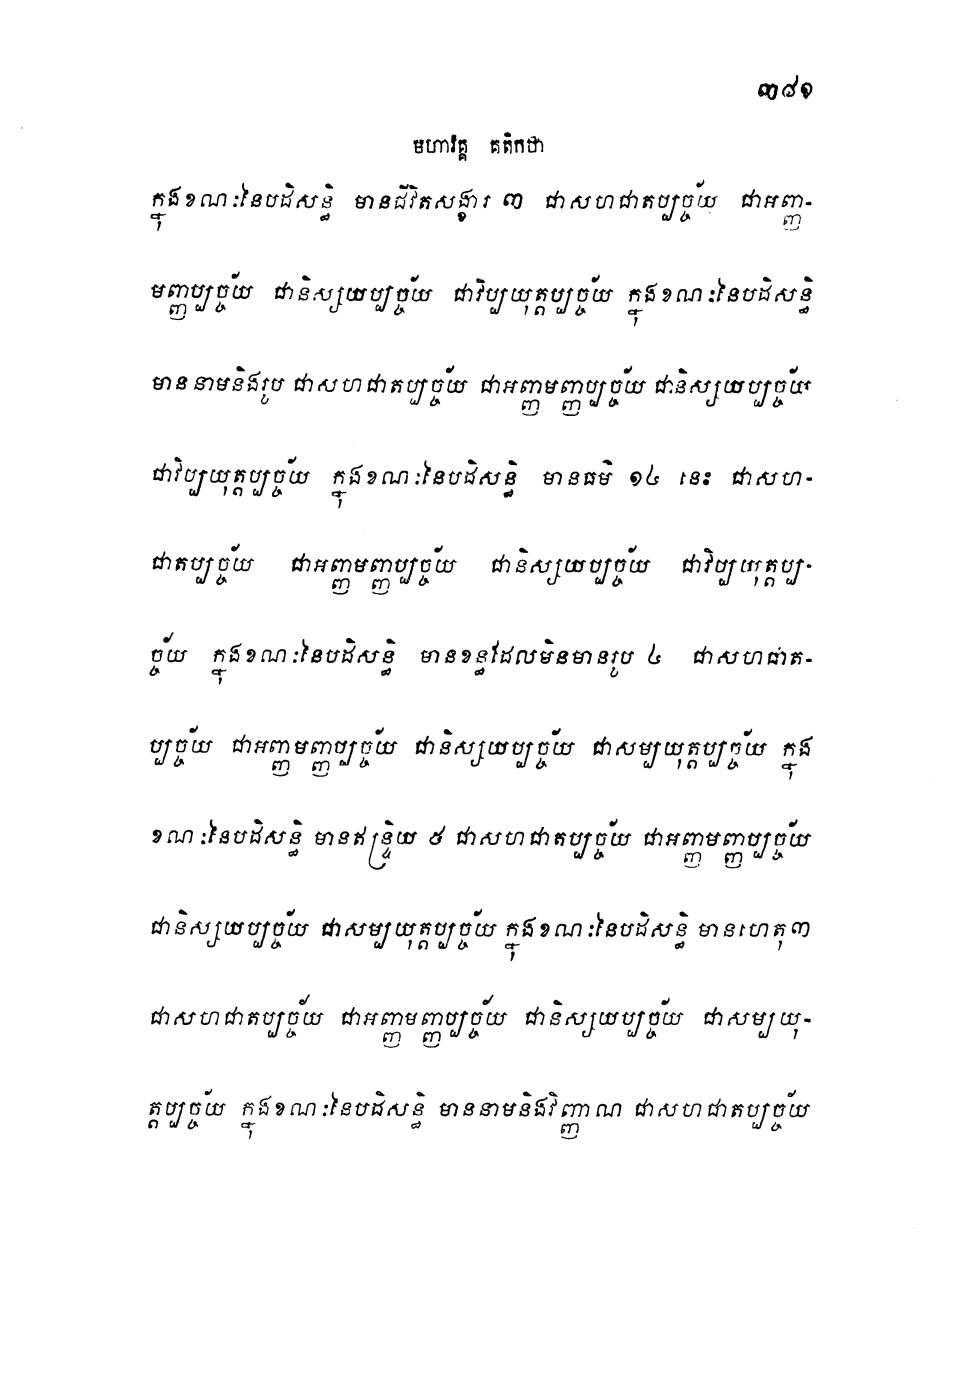 ៣៨១
មហាវគ្គ គតិកថា
ក្នុងខណៈនៃបដិសន្ធិ មានជីវិតសង្ខារ ៣ ជាសហជាតប្បច្ច័យ ជាអញ្ញ-
មញ្ញប្បច្ច័យ ជានិស្សយប្បច្ច័យ ជាវិប្បយុត្តប្បច្ច័យ ក្នុងខណៈនៃបដិសន្ធិ
មាននាមនិងរូប ជាសហជាតប្បច្ច័យ ជាអញ្ញមញ្ញប្បច្ច័យ ជានិស្សយប្បច្ច័យ
ជាវិប្បយុត្តប្បច្ច័យ ក្នុងខណៈនៃបដិសន្ធិ មានធម៌ ១៤ នេះ ជាសហ-
ជាតប្បច្ច័យ ជាអញ្ញមញ្ញប្បច្ច័យ ជានិស្សយប្បច្ច័យ ជាវិប្បយុត្តប្ប-
ច្ច័យ ក្នុងខណៈនៃបដិសន្ធិ មានខន្ធដែលមិនមានរូប ៤ ជាសហជាត-
ប្បច្ច័យ ជាអញ្ញមញ្ញប្បច្ច័យ ជានិស្សយប្បច្ច័យ ជាសម្បយុត្តប្បច្ច័យ ក្នុង
ខណៈនៃបដិសន្ធិ មានឥន្ទ្រិយ ៥ ជាសហជាតប្បច្ច័យ ជាអញ្ញមញ្ញប្បច្ច័យ
ជានិស្សយប្បច្ច័យ ជាសម្បយុត្តប្បច្ច័យ ក្នុងខណៈនៃបដិសន្ធិ មានហេតុ៣
ជាសហជាតប្បច្ច័យ ជាអញ្ញមញ្ញប្បច្ច័យ ជានិស្សយប្បច្ច័យ ជាសម្បយុ-
ត្តប្បច្ច័យ ក្នុងខណៈនៃបដិសន្ធិ មាននាមនិងវិញ្ញាណ ជាសហជាតប្បច្ច័យ